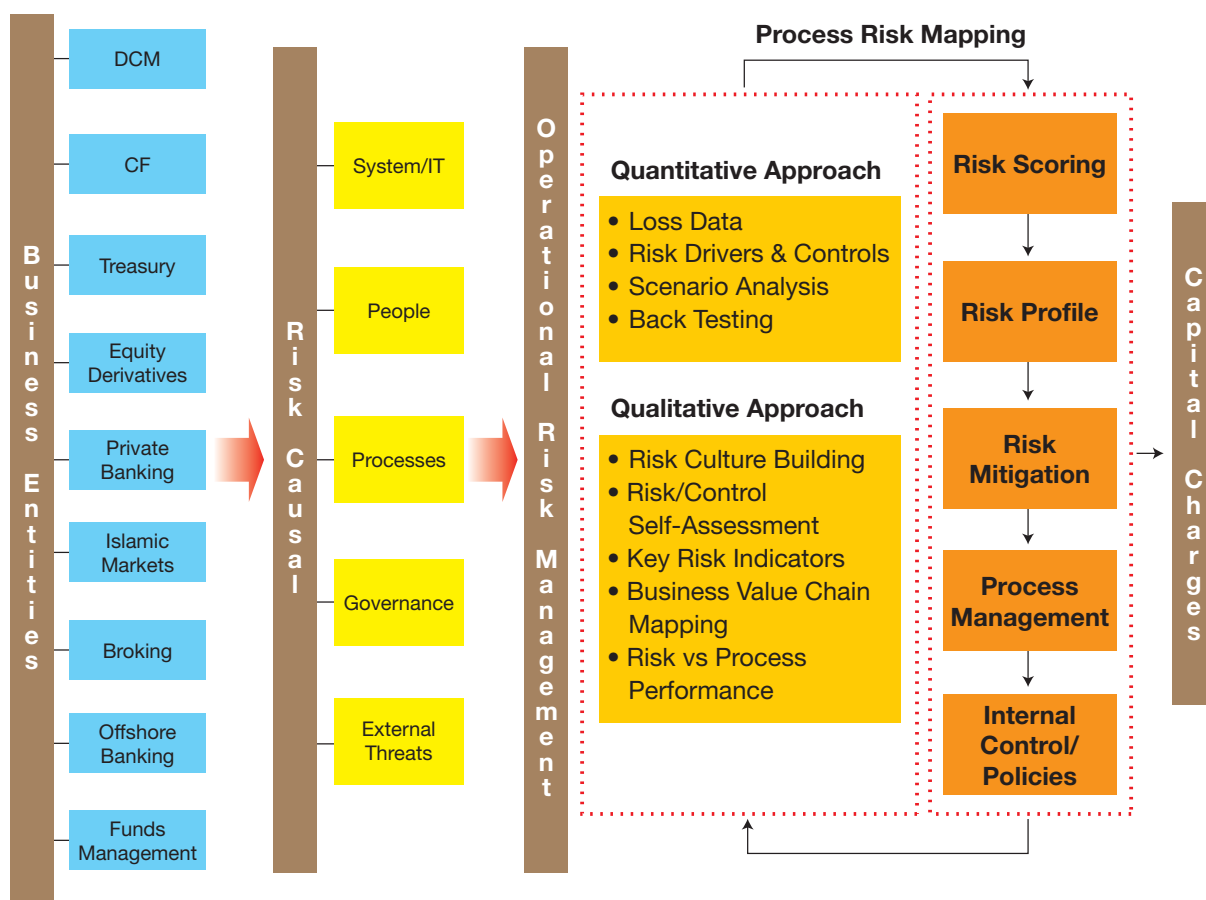 Business Entities
DCM
CF
Treasury
Equity
Derivatives
Private
Banking
Islamic
Markets
Broking
Offshore
Banking
Funds
Management
Risk Causal
System/IT
People
Processes
Governance
External
Threats
Operational Risk Management
Process Risk Mapping
Quantitative Approach
• Loss Data
• Risk Drivers & Controls
• Scenario Analysis
• Back Testing
Qualitative Approach
• Risk Culture Building
• Risk/Control
Self-Assessment
• Key Risk Indicators
• Business Value Chain
Mapping
• Risk vs Process
Performance
Risk Scoring
Risk Profile
Risk
Mitigation
Process
Management
Internal
Control/
Policies
Capital Charges